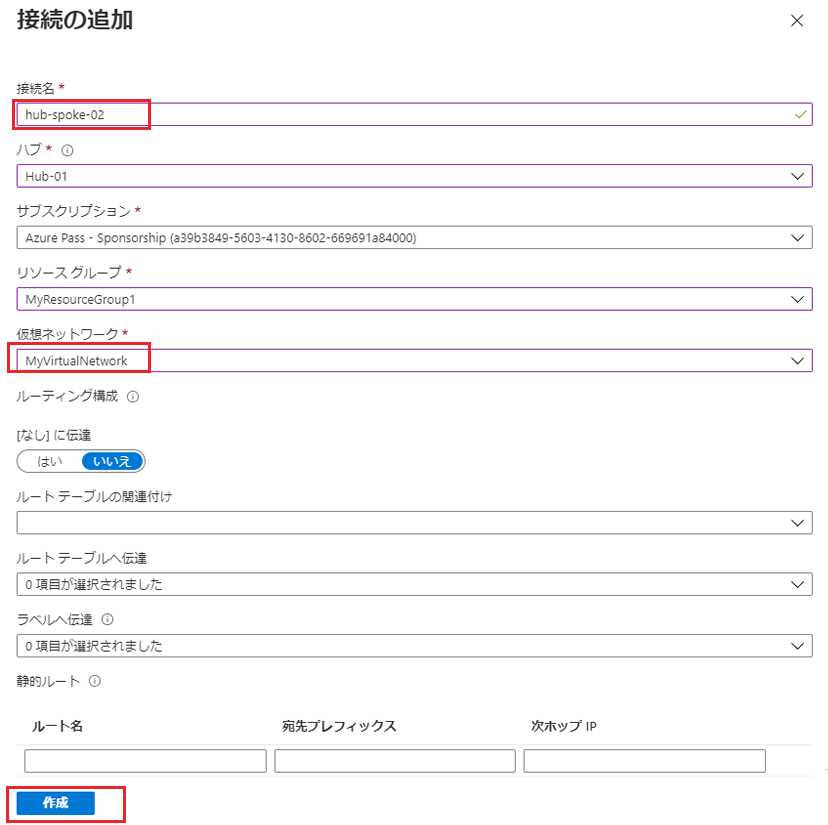 接続の追加
接続名 *
hub-spoke-02
ハブ *
Hub-01
サブスクリプション *
Azure Pass - Sponsorship (a39b3849-5603-4130-8602-669691a84000)
リソース グループ *
MyResourceGroup1
仮想ネットワーク *
MyVirtualNetwork
ルーティング構成
[なし] に伝達
はい いいえ
ルート テーブルの関連付け
ルート テーブルへ伝達
0 項目が選択されました
ラベルへ伝達
0 項目が選択されました
静的ルート
ルート名 宛先プレフィックス 次ホップ IP
作成